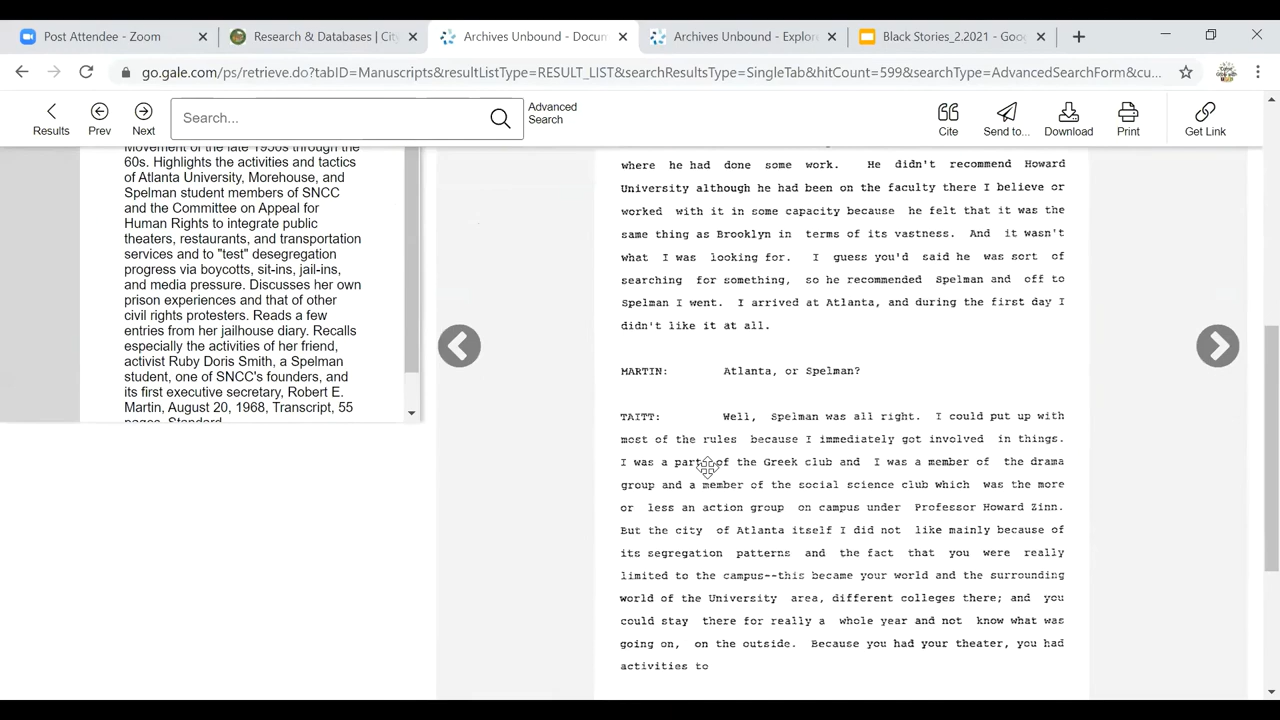 Post Attendee - Zoom
Research & Databases | Cit
Archives Unbound - Docum
Archives Unbound - Explor
Black Stories_2.2021 - Goog
go.gale.com/ps/retrieve.do?tabID=Manuscripts&resultListType=RESULT_LIST&searchResultsType=SingleTab&hitCount=599&searchType=AdvancedSearchForm&cu...
Results
Prev
Next
Search...
Advanced
Search
Cite
Send to...
Download
Print
Get Link
Movement of the late 1950s through the
60s. Highlights the activities and tactics
of Atlanta University, Morehouse, and
Spelman student members of SNCC
and the Committee on Appeal for
Human Rights to integrate public
theaters, restaurants, and transportation
services and to "test" desegregation
progress via boycotts, sit-ins, jail-ins,
and media pressure. Discusses her own
prison experiences and that of other
civil rights protesters. Reads a few
entries from her jailhouse diary. Recalls
especially the activities of her friend,
activist Ruby Doris Smith, a Spelman
student, one of SNCC's founders, and
its first executive secretary, Robert E.
Martin, August 20, 1968, Transcript, 55
pages, Standard
where he had done some work. He didn't recommend Howard
University although he had been on the faculty there I believe or
worked with it in some capacity because he felt that it was the
same thing as Brooklyn in terms of its vastness. And it wasn't
what I was looking for. I guess you'd said he was sort of
searching for something, so he recommended Spelman and off to
Spelman I went. I arrived at Atlanta, and during the first day I
didn't like it at all.
MARTIN: Atlanta, or Spelman?
TAITT: Well, Spelman was all right. I could put up with
most of the rules because I immediately got involved in things.
I was a part of the Greek club and I was a member of the drama
group and a member of the social science club which was the more
or less an action group on campus under Professor Howard Zinn.
But the city of Atlanta itself I did not like mainly because of
its segregation patterns and the fact that you were really
limited to the campus--this became your world and the surrounding
world of the University area, different colleges there; and you
could stay there for really a whole year and not know what was
going on, on the outside. Because you had your theater, you had
activities to